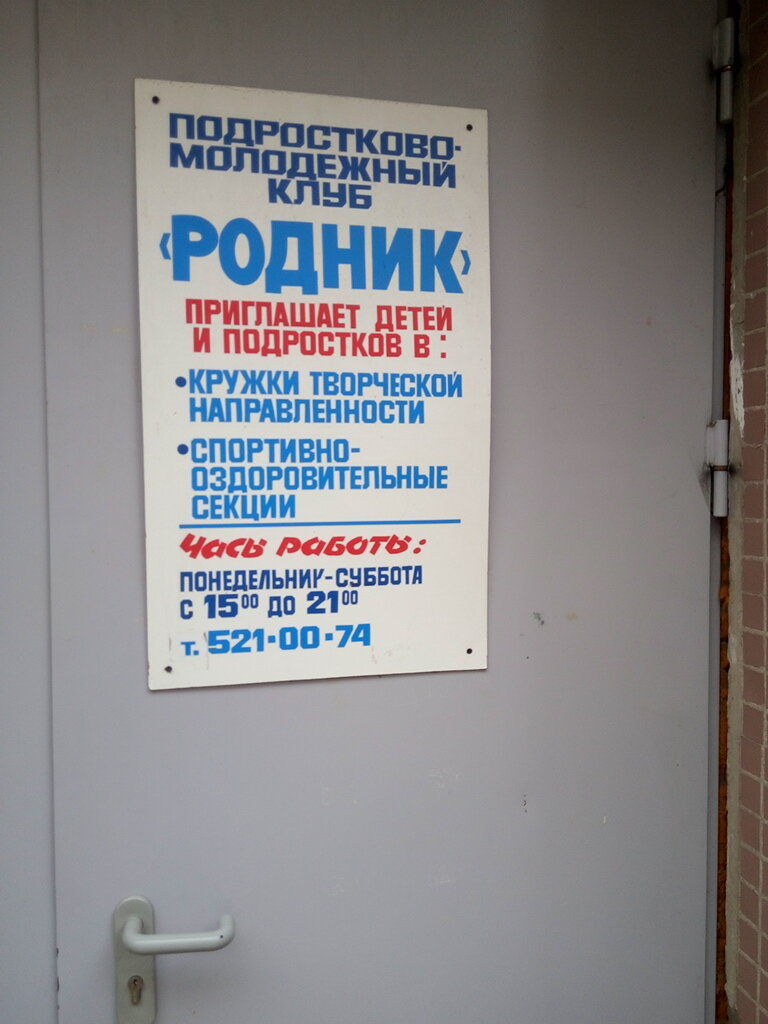 ПОДРОСТКОВО-
МОЛОДЕЖНЫЙ
КЛУБ
«РОДНИК»
ПРИГЛАШАЕТ ДЕТЕЙ
И ПОДРОСТКОВ В:
•КРУЖКИ ТВОРЧЕСКОЙ
НАПРАВЛЕННОСТИ
•СПОРТИВНО-
ОЗДОРОВИТЕЛЬНЫЕ
СЕКЦИИ
Часы работы:
ПОНЕДЕЛЬНИК-СУББОТА
С 15⁰⁰ ДО 21⁰⁰
т. 521-00-74